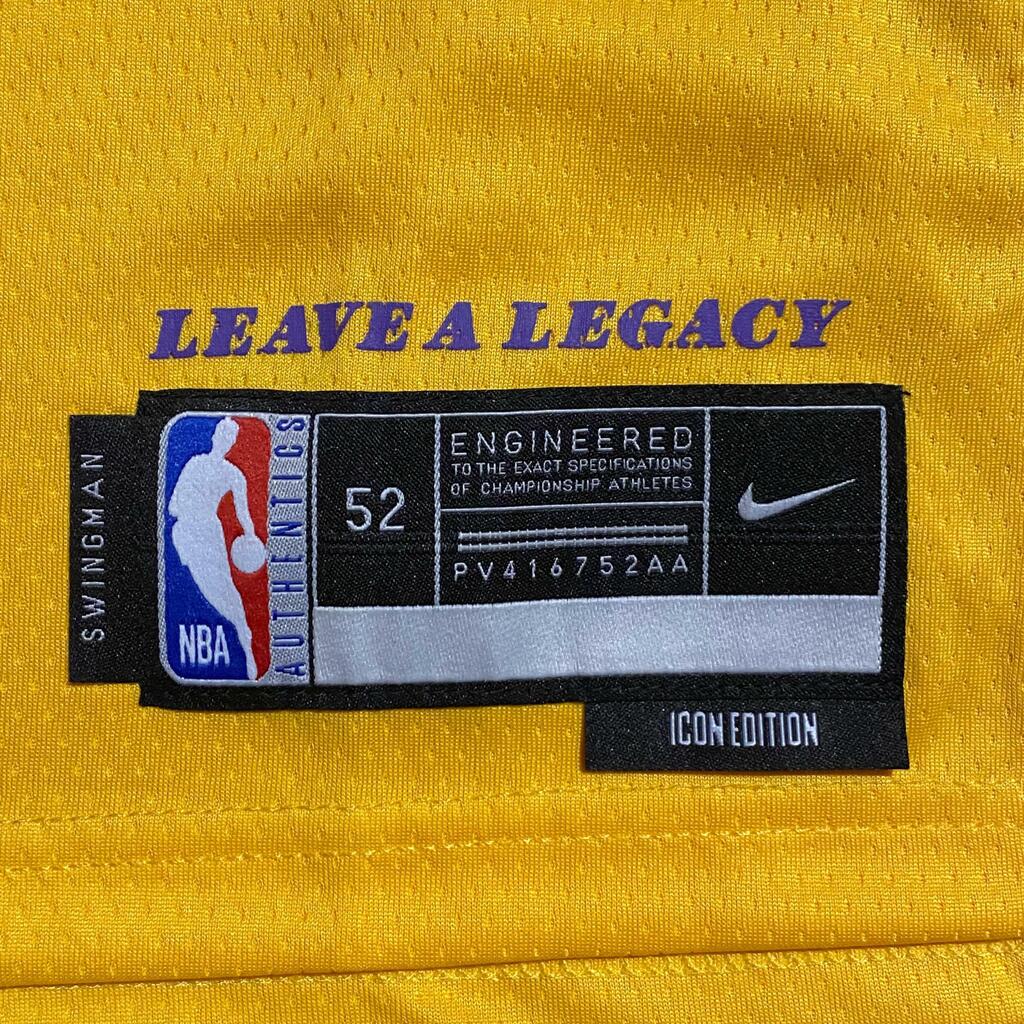 LEAVE A LEGACY
SWINGMAN
NBA
AUTHENTICS
52
ENGINEERED
TO THE EXACT SPECIFICATIONS
OF CHAMPIONSHIP ATHLETES
PV416752AA
ICON EDITION